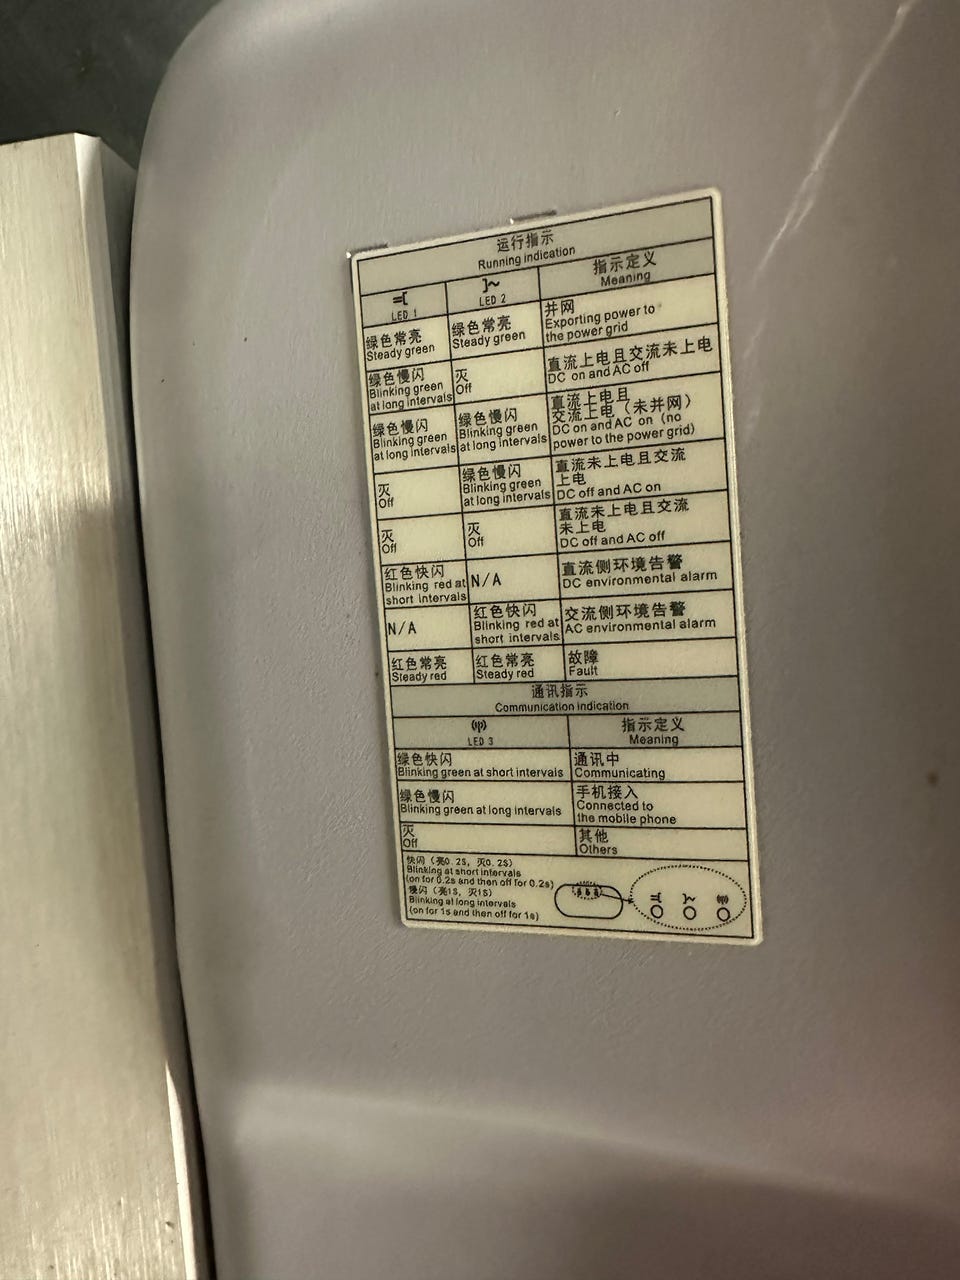 运行指示
Running indication
LED 1
LED 2
指示定义
Meaning
绿色常亮
Steady green
绿色常亮
Steady green
并网
Exporting power to
the power grid
绿色慢闪
Blinking green
at long intervals
灭
Off
直流上电且交流未上电
DC on and AC off
绿色慢闪
Blinking green
at long intervals
绿色慢闪
Blinking green
at long intervals
直流上电且
交流上电（未并网）
DC on and AC on (no
power to the power grid)
灭
Off
绿色慢闪
Blinking green
at long intervals
直流未上电且交流
上电
DC off and AC on
灭
Off
灭
Off
直流未上电且交流
未上电
DC off and AC off
红色快闪
Blinking red at
short intervals
N/A
直流侧环境告警
DC environmental alarm
N/A
红色快闪
Blinking red at
short intervals
交流侧环境告警
AC environmental alarm
红色常亮
Steady red
红色常亮
Steady red
故障
Fault
通讯指示
Communication indication
LED 3
指示定义
Meaning
绿色快闪
Blinking green at short intervals
通讯中
Communicating
绿色慢闪
Blinking green at long intervals
手机接入
Connected to
the mobile phone
灭
Off
其他
Others
快闪（亮0.2S，灭0.2S）
Blinking at short intervals
(on for 0.2s and then off for 0.2s)
慢闪（亮1S，灭1S）
Blinking at long intervals
(on for 1s and then off for 1s)